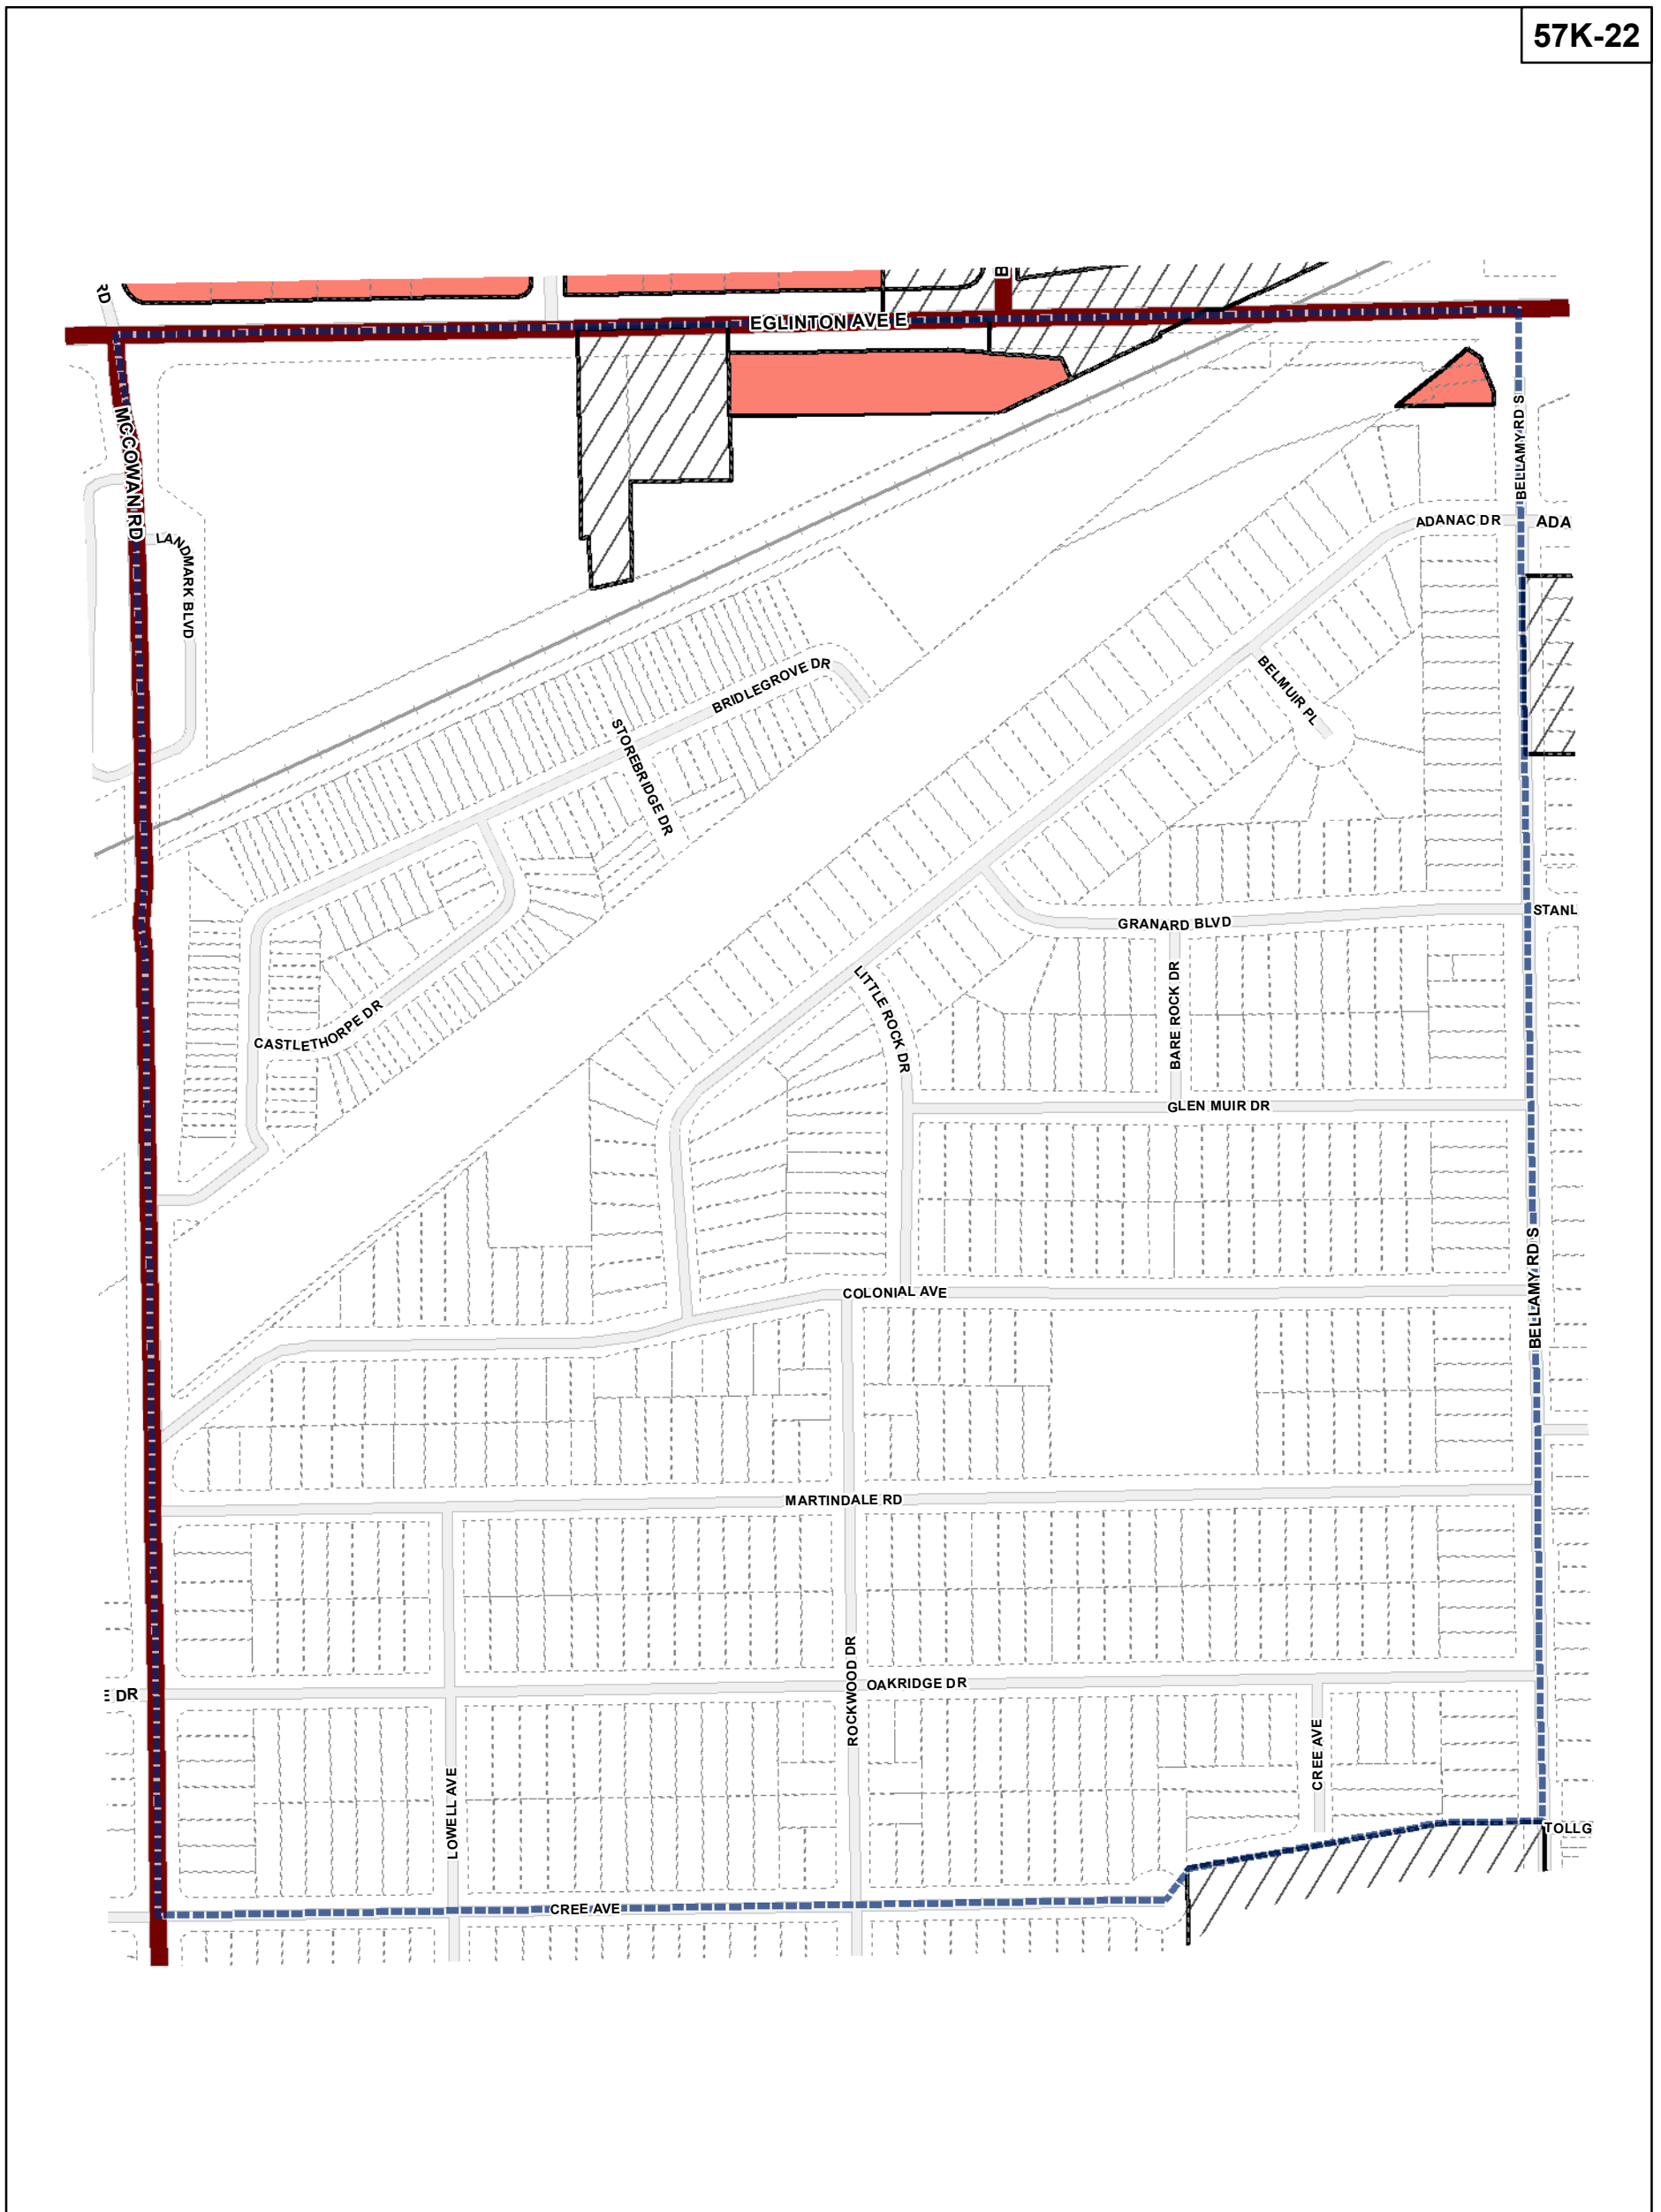 57K-22
RD
B
EGLINTON AVE E
MCCOWAN RD
BELLAMY RD S
LANDMARK BLVD
ADANAC DR
ADA
BRIDLEGROVE DR
BELMUIR PL
STOREBRIDGE DR
STANL
GRANARD BLVD
LITTLE ROCK DR
BARE ROCK DR
CASTLETHORPE DR
GLEN MUIR DR
BELLAMY RD S
COLONIAL AVE
MARTINDALE RD
ROCKWOOD DR
OAKRIDGE DR
E DR
CREE AVE
LOWELL AVE
TOLLG
CREE AVE